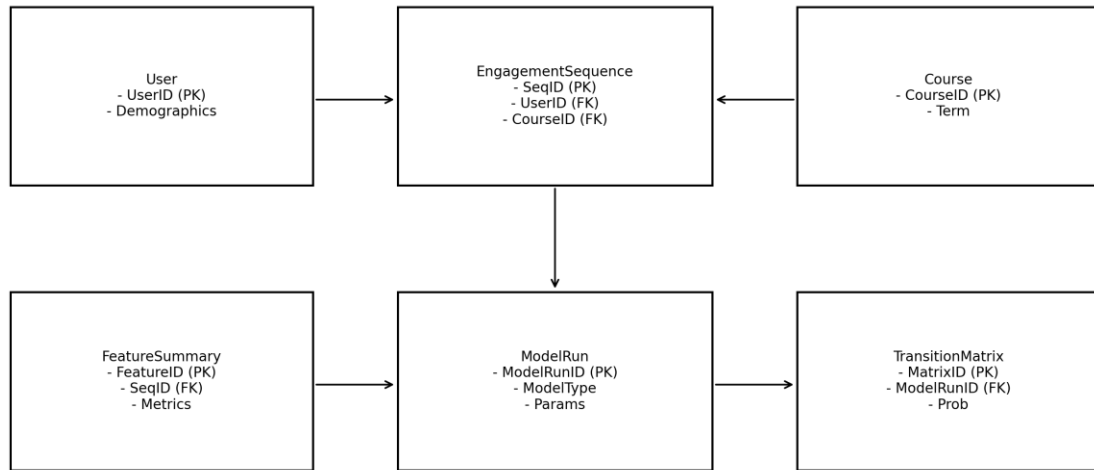 User
- UserID (PK)
- Demographics
EngagementSequence
- SeqID (PK)
- UserID (FK)
- CourseID (FK)
Course
- CourseID (PK)
- Term
FeatureSummary
- FeatureID (PK)
- SeqID (FK)
- Metrics
ModelRun
- ModelRunID (PK)
- ModelType
- Params
TransitionMatrix
- MatrixID (PK)
- ModelRunID (FK)
- Prob